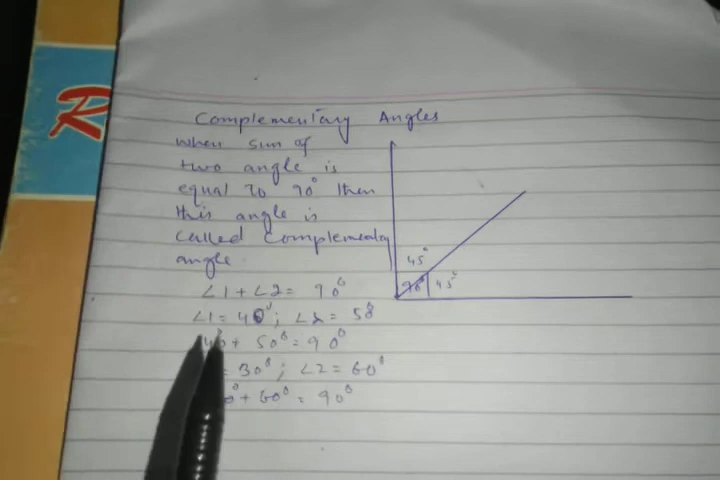 Complementary Angles
when sum of
two angle is
equal to 90° then
this angle is
called Complementary
angle.
45°
90° 45°
∠1 + ∠2 = 90°
∠1 = 40°; ∠2 = 50°
40° + 50° = 90°
= 30°; ∠2 = 60°
+ 60° = 90°
R